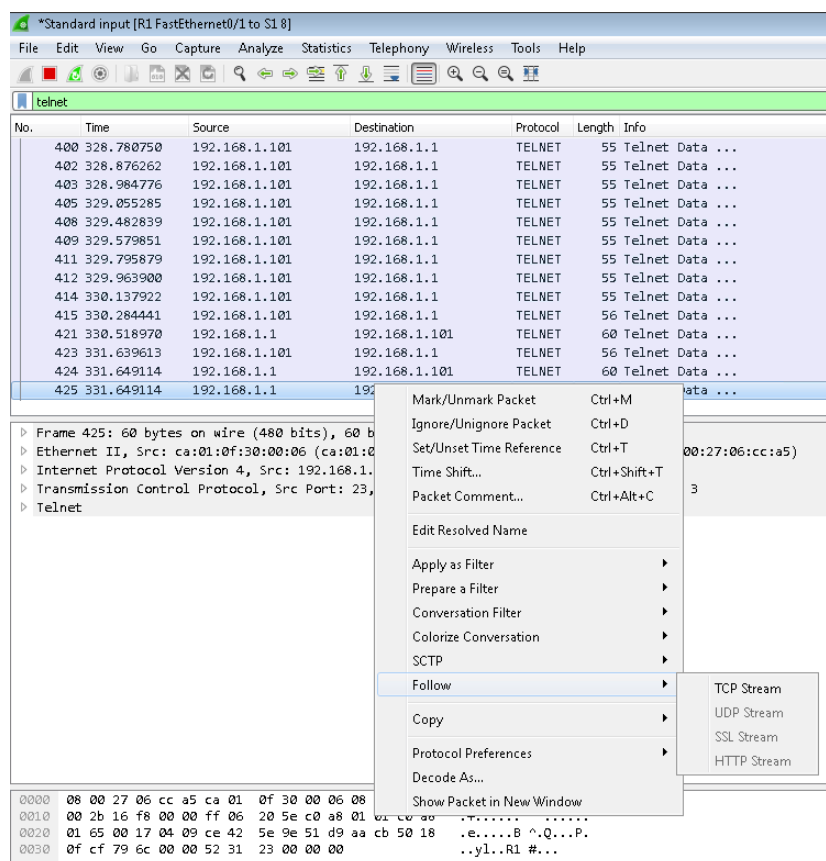 *Standard input [R1 FastEthernet0/1 to S1 8]
File Edit View Go Capture Analyze Statistics Telephony Wireless Tools Help
telnet
No. Time Source Destination Protocol Length Info
400 328.780750 192.168.1.101 192.168.1.1 TELNET 55 Telnet Data ...
402 328.876262 192.168.1.101 192.168.1.1 TELNET 55 Telnet Data ...
403 328.984776 192.168.1.101 192.168.1.1 TELNET 55 Telnet Data ...
405 329.055285 192.168.1.101 192.168.1.1 TELNET 55 Telnet Data ...
408 329.482839 192.168.1.101 192.168.1.1 TELNET 55 Telnet Data ...
409 329.579851 192.168.1.101 192.168.1.1 TELNET 55 Telnet Data ...
411 329.795879 192.168.1.101 192.168.1.1 TELNET 55 Telnet Data ...
412 329.963900 192.168.1.101 192.168.1.1 TELNET 55 Telnet Data ...
414 330.137922 192.168.1.101 192.168.1.1 TELNET 55 Telnet Data ...
415 330.284441 192.168.1.101 192.168.1.1 TELNET 56 Telnet Data ...
421 330.518970 192.168.1.1 192.168.1.101 TELNET 60 Telnet Data ...
423 331.639613 192.168.1.101 192.168.1.1 TELNET 56 Telnet Data ...
424 331.649114 192.168.1.1 192.168.1.101 TELNET 60 Telnet Data ...
425 331.649114 192.168.1.1 192 ata ...
Frame 425: 60 bytes on wire (480 bits), 60 b
Ethernet II, Src: ca:01:0f:30:00:06 (ca:01:0 00:27:06:cc:a5)
Internet Protocol Version 4, Src: 192.168.1.
Transmission Control Protocol, Src Port: 23, 3
Telnet
Mark/Unmark Packet Ctrl+M
Ignore/Unignore Packet Ctrl+D
Set/Unset Time Reference Ctrl+T
Time Shift... Ctrl+Shift+T
Packet Comment... Ctrl+Alt+C
Edit Resolved Name
Apply as Filter
Prepare a Filter
Conversation Filter
Colorize Conversation
SCTP
Follow
TCP Stream
UDP Stream
SSL Stream
HTTP Stream
Copy
Protocol Preferences
Decode As...
Show Packet in New Window
0000 08 00 27 06 cc a5 ca 01 0f 30 00 06 08
0010 00 2b 16 f8 00 00 ff 06 20 5e c0 a8 01 01 c0 a8
0020 01 65 00 17 04 09 ce 42 5e 9e 51 d9 aa cb 50 18 .e.....B ^.Q...P.
0030 0f cf 79 6c 00 00 52 31 23 00 00 00 ..yl..R1 #...